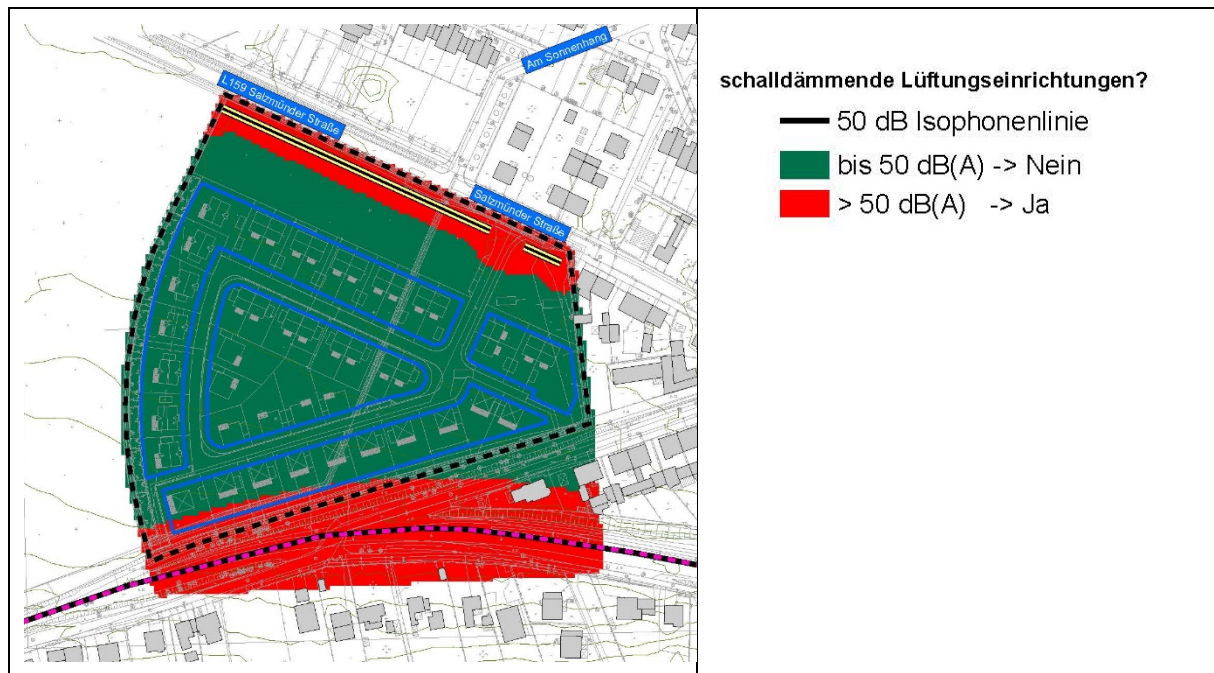 Am Sonnenhang
L159 Salzmünder Straße
Salzmünder Straße
schalldämmende Lüftungseinrichtungen?
50 dB Isophonenlinie
bis 50 dB(A) -> Nein
> 50 dB(A) -> Ja